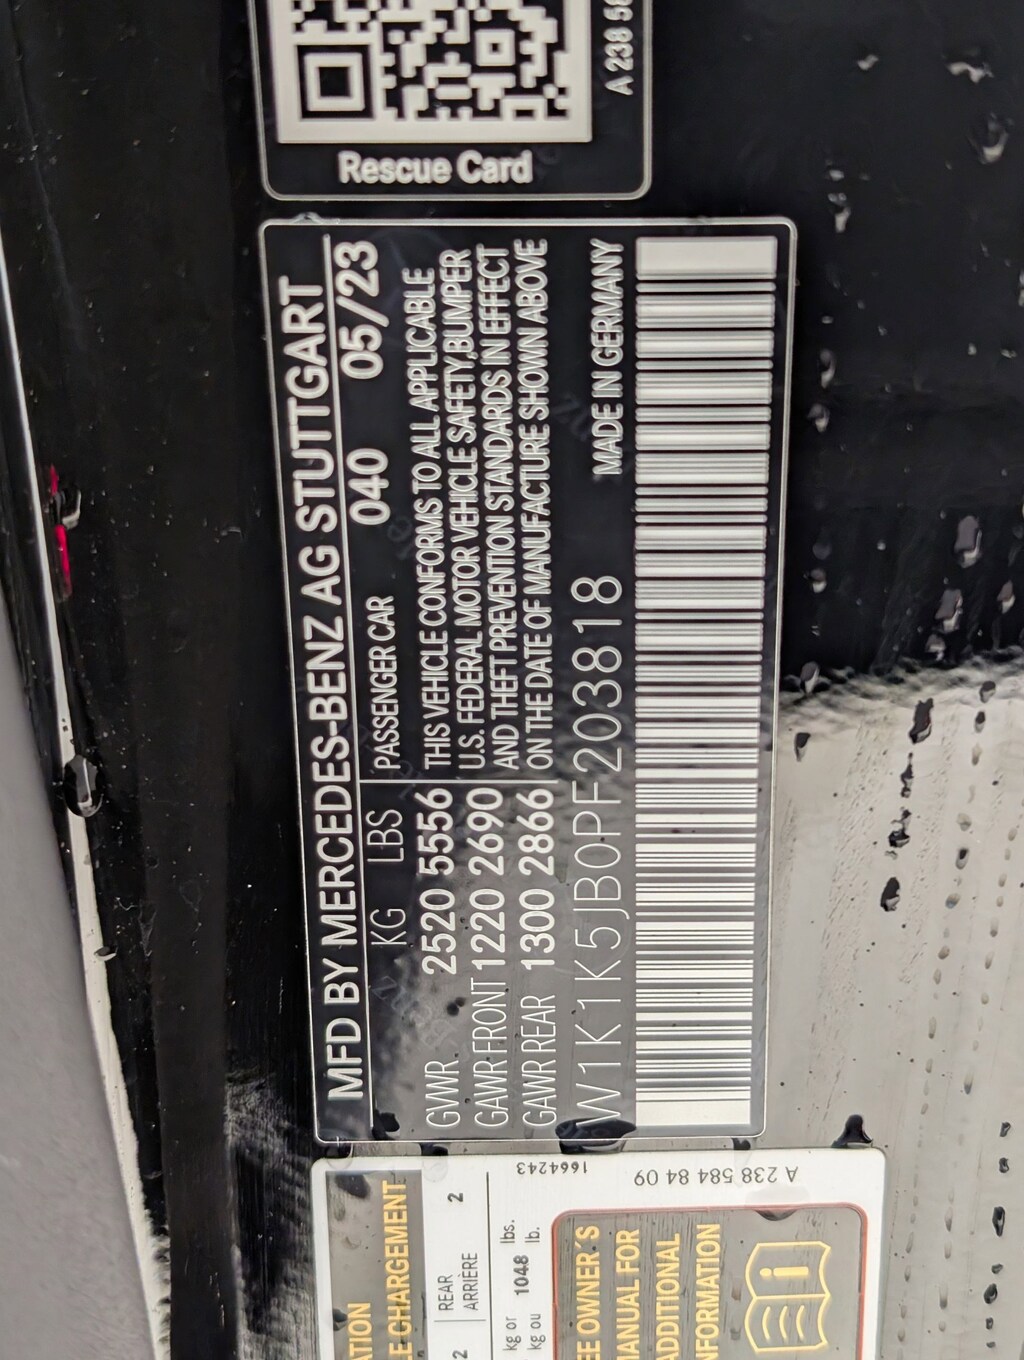 Rescue Card
A 238 58
MFD BY MERCEDES-BENZ AG STUTTGART
KG LBS PASSENGER CAR 040 05/23
GVWR 2520 5556
GAWR FRONT 1220 2690
GAWR REAR 1300 2866
THIS VEHICLE CONFORMS TO ALL APPLICABLE
U.S. FEDERAL MOTOR VEHICLE SAFETY, BUMPER
AND THEFT PREVENTION STANDARDS IN EFFECT
ON THE DATE OF MANUFACTURE SHOWN ABOVE
W1K1K5JB0PF203818 MADE IN GERMANY
ATION
E CHARGEMENT
2 REAR 2
ARRIÈRE
kg or 1048 lbs.
kg ou lb.
1664243
A 238 584 84 09
EE OWNER'S
MANUAL FOR
ADDITIONAL
NFORMATION